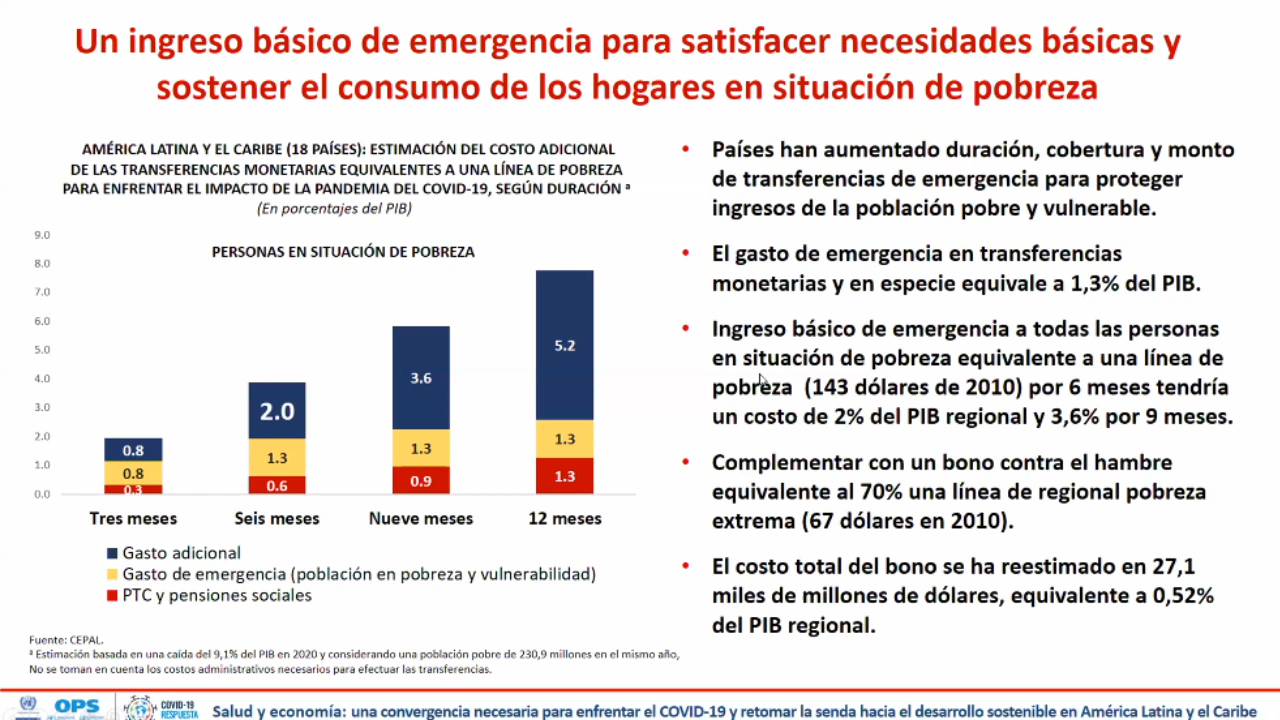 Un ingreso básico de emergencia para satisfacer necesidades básicas y
sostener el consumo de los hogares en situación de pobreza
AMÉRICA LATINA Y EL CARIBE (18 PAÍSES): ESTIMACIÓN DEL COSTO ADICIONAL
DE LAS TRANSFERENCIAS MONETARIAS EQUIVALENTES A UNA LÍNEA DE POBREZA
PARA ENFRENTAR EL IMPACTO DE LA PANDEMIA DEL COVID-19, SEGÚN DURACIÓN ª
(En porcentajes del PIB)
PERSONAS EN SITUACIÓN DE POBREZA
9.0
8.0
7.0
6.0
5.0
4.0
3.0
2.0
1.0
0.0
0.8
0.8
0.3
2.0
1.3
0.6
3.6
1.3
0.9
5.2
1.3
1.3
Tres meses
Seis meses
Nueve meses
12 meses
Gasto adicional
Gasto de emergencia (población en pobreza y vulnerabilidad)
PTC y pensiones sociales
Fuente: CEPAL.
ª Estimación basada en una caída del 9,1% del PIB en 2020 y considerando una población pobre de 230,9 millones en el mismo año,
No se toman en cuenta los costos administrativos necesarios para efectuar las transferencias.
• Países han aumentado duración, cobertura y monto
de transferencias de emergencia para proteger
ingresos de la población pobre y vulnerable.
• El gasto de emergencia en transferencias
monetarias y en especie equivale a 1,3% del PIB.
• Ingreso básico de emergencia a todas las personas
en situación de pobreza equivalente a una línea de
pobreza (143 dólares de 2010) por 6 meses tendría
un costo de 2% del PIB regional y 3,6% por 9 meses.
• Complementar con un bono contra el hambre
equivalente al 70% una línea de regional pobreza
extrema (67 dólares en 2010).
• El costo total del bono se ha reestimado en 27,1
miles de millones de dólares, equivalente a 0,52%
del PIB regional.
OPS
COVID-19
RESPUESTA
Salud y economía: una convergencia necesaria para enfrentar el COVID-19 y retomar la senda hacia el desarrollo sostenible en América Latina y el Caribe